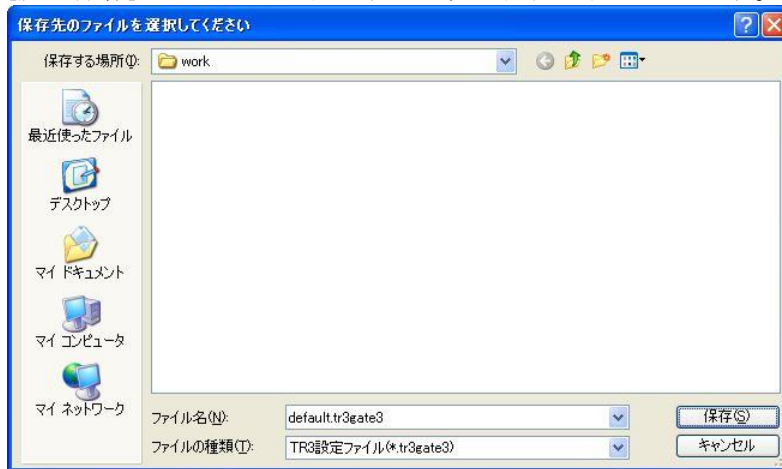 保存先のファイルを選択してください
保存する場所(I):
work
最近使ったファイル
デスクトップ
マイ ドキュメント
マイ コンピュータ
マイ ネットワーク
ファイル名(N):
default.tr3gate3
保存(S)
ファイルの種類(T):
TR3設定ファイル(*.tr3gate3)
キャンセル